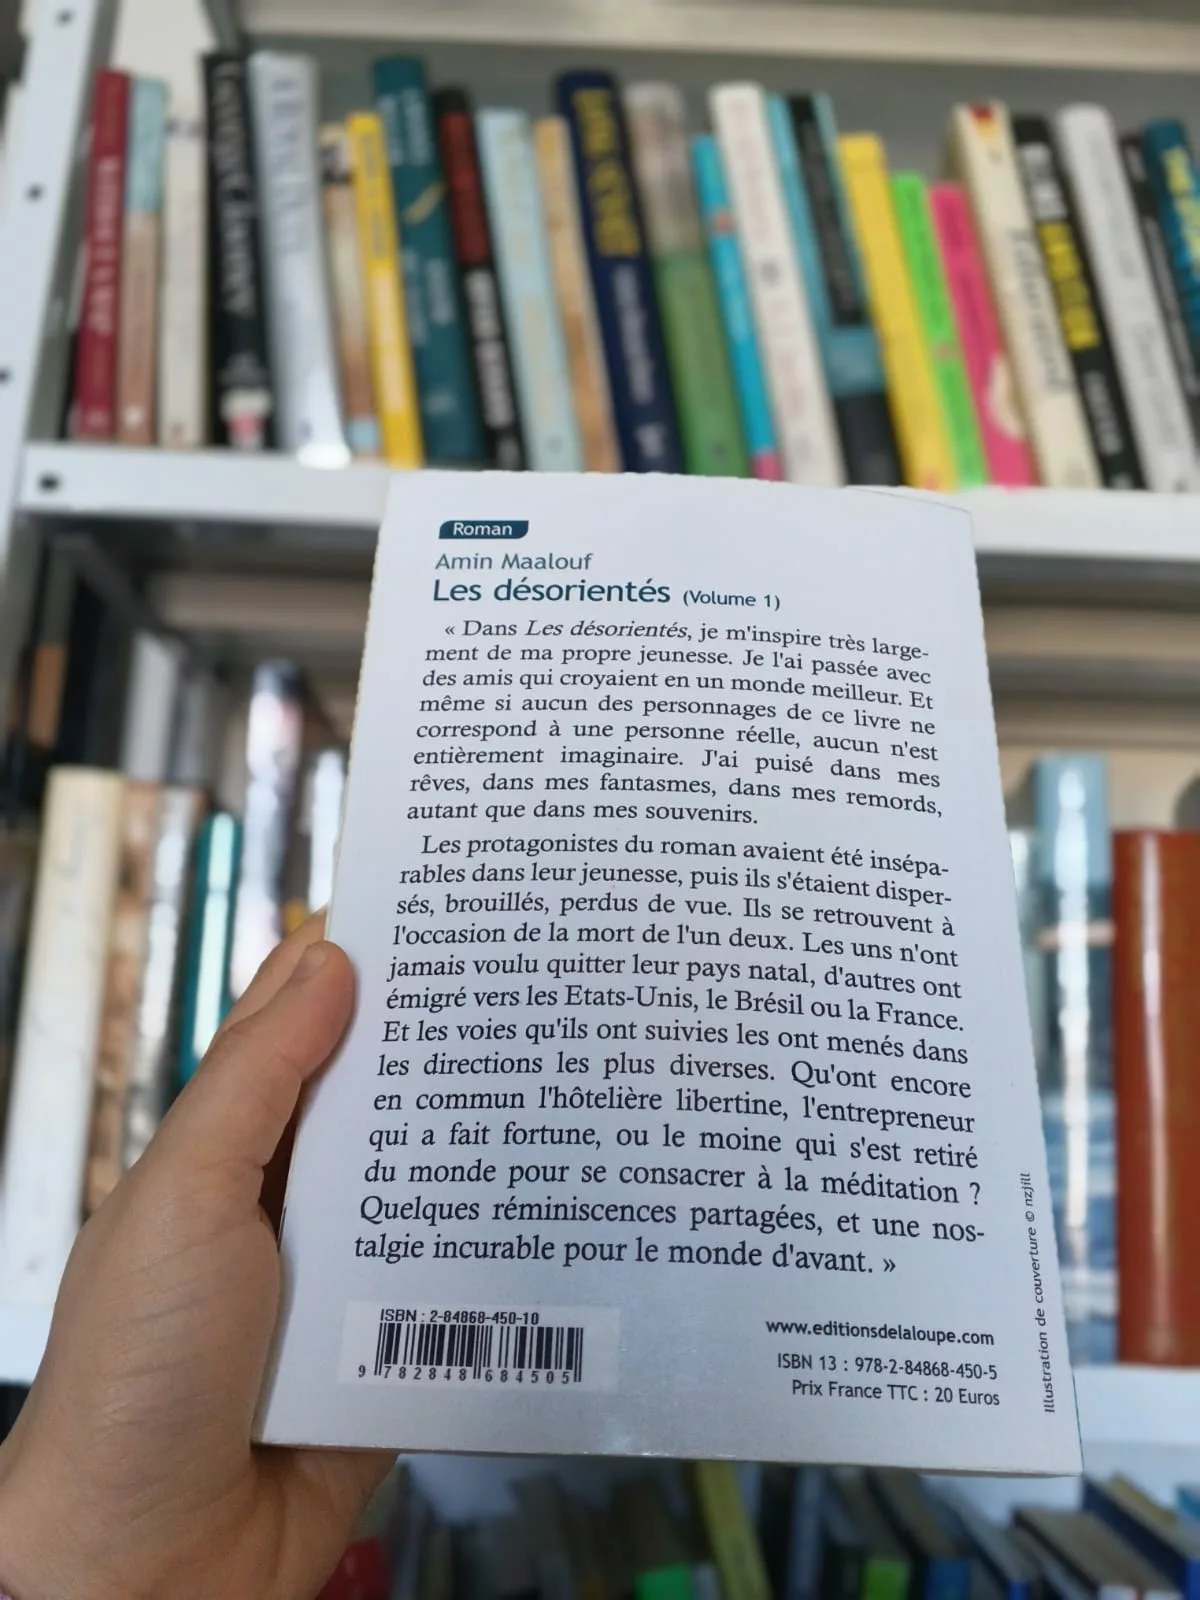 Roman
Amin Maalouf
Les désorientés (Volume 1)
« Dans Les désorientés, je m'inspire très large-
ment de ma propre jeunesse. Je l'ai passée avec
des amis qui croyaient en un monde meilleur. Et
même si aucun des personnages de ce livre ne
correspond à une personne réelle, aucun n'est
entièrement imaginaire. J'ai puisé dans mes
rêves, dans mes fantasmes, dans mes remords,
autant que dans mes souvenirs.
Les protagonistes du roman avaient été insépa-
rables dans leur jeunesse, puis ils s'étaient disper-
sés, brouillés, perdus de vue. Ils se retrouvent à
l'occasion de la mort de l'un deux. Les uns n'ont
jamais voulu quitter leur pays natal, d'autres ont
émigré vers les Etats-Unis, le Brésil ou la France.
Et les voies qu'ils ont suivies les ont menés dans
les directions les plus diverses. Qu'ont encore
en commun l'hôtelière libertine, l'entrepreneur
qui a fait fortune, ou le moine qui s'est retiré
du monde pour se consacrer à la méditation ?
Quelques réminiscences partagées, et une nos-
talgie incurable pour le monde d'avant. »
ISBN : 2-84868-450-10
9 782848 684505
www.editionsdelaloupe.com
ISBN 13 : 978-2-84868-450-5
Prix France TTC : 20 Euros
Illustration de couverture © nzjill